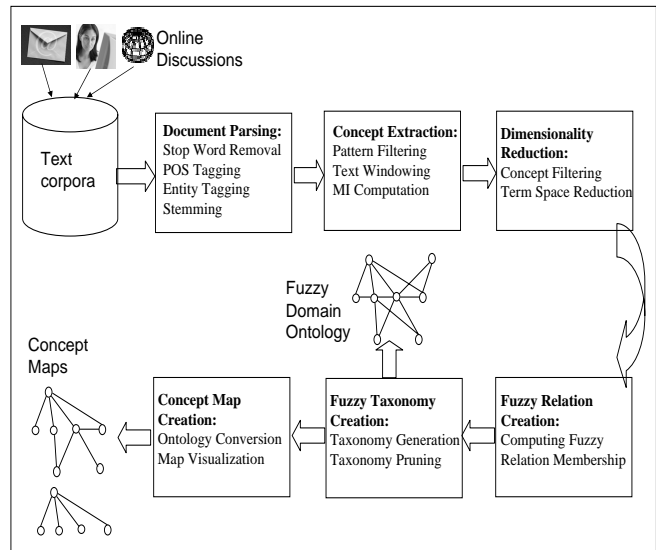 Online
Discussions
Text
corpora
Document Parsing:
Stop Word Removal
POS Tagging
Entity Tagging
Stemming
Concept Extraction:
Pattern Filtering
Text Windowing
MI Computation
Dimensionality
Reduction:
Concept Filtering
Term Space Reduction
Fuzzy
Domain
Ontology
Concept
Maps
Concept Map
Creation:
Ontology Conversion
Map Visualization
Fuzzy Taxonomy
Creation:
Taxonomy Generation
Taxonomy Pruning
Fuzzy Relation
Creation:
Computing Fuzzy
Relation Membership